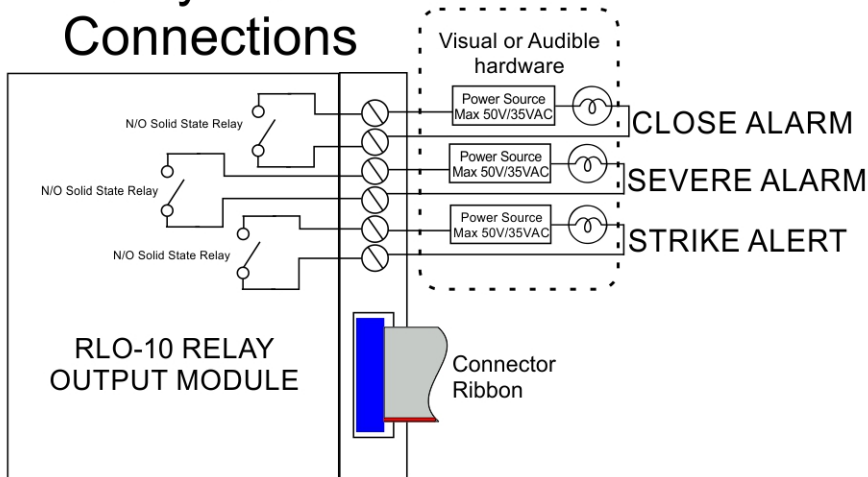 Connections
Visual or Audible
hardware
N/O Solid State Relay
Power Source
Max 50V/35VAC
CLOSE ALARM
N/O Solid State Relay
Power Source
Max 50V/35VAC
SEVERE ALARM
N/O Solid State Relay
Power Source
Max 50V/35VAC
STRIKE ALERT
RLO-10 RELAY
OUTPUT MODULE
Connector
Ribbon